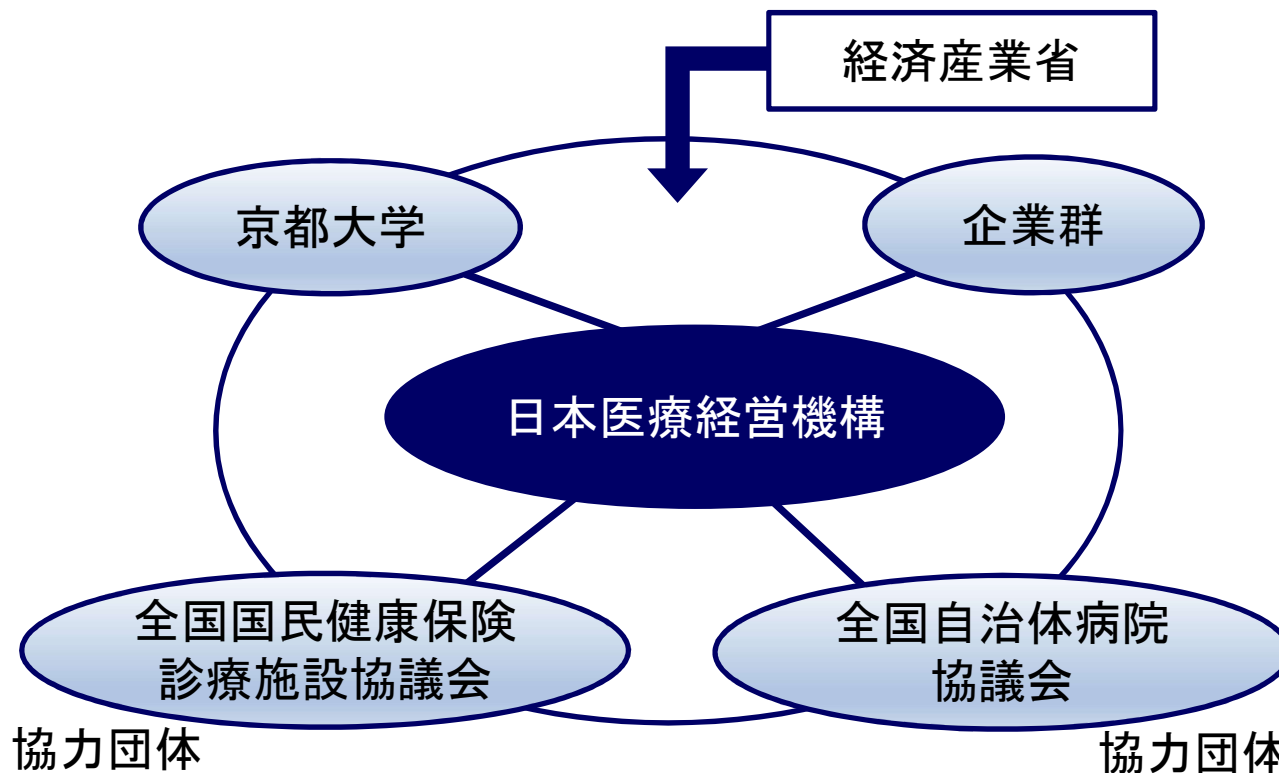 経済産業省
京都大学
企業群
日本医療経営機構
全国国民健康保険
診療施設協議会
全国自治体病院
協議会
協力団体
協力団体